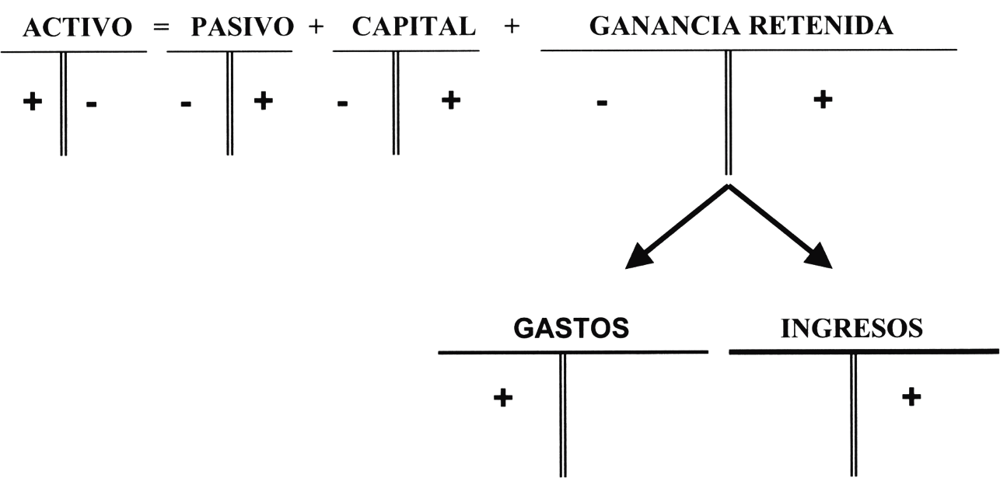 ACTIVO = PASIVO + CAPITAL + GANANCIA RETENIDA
+ - - + - + - +
GASTOS INGRESOS
+ +